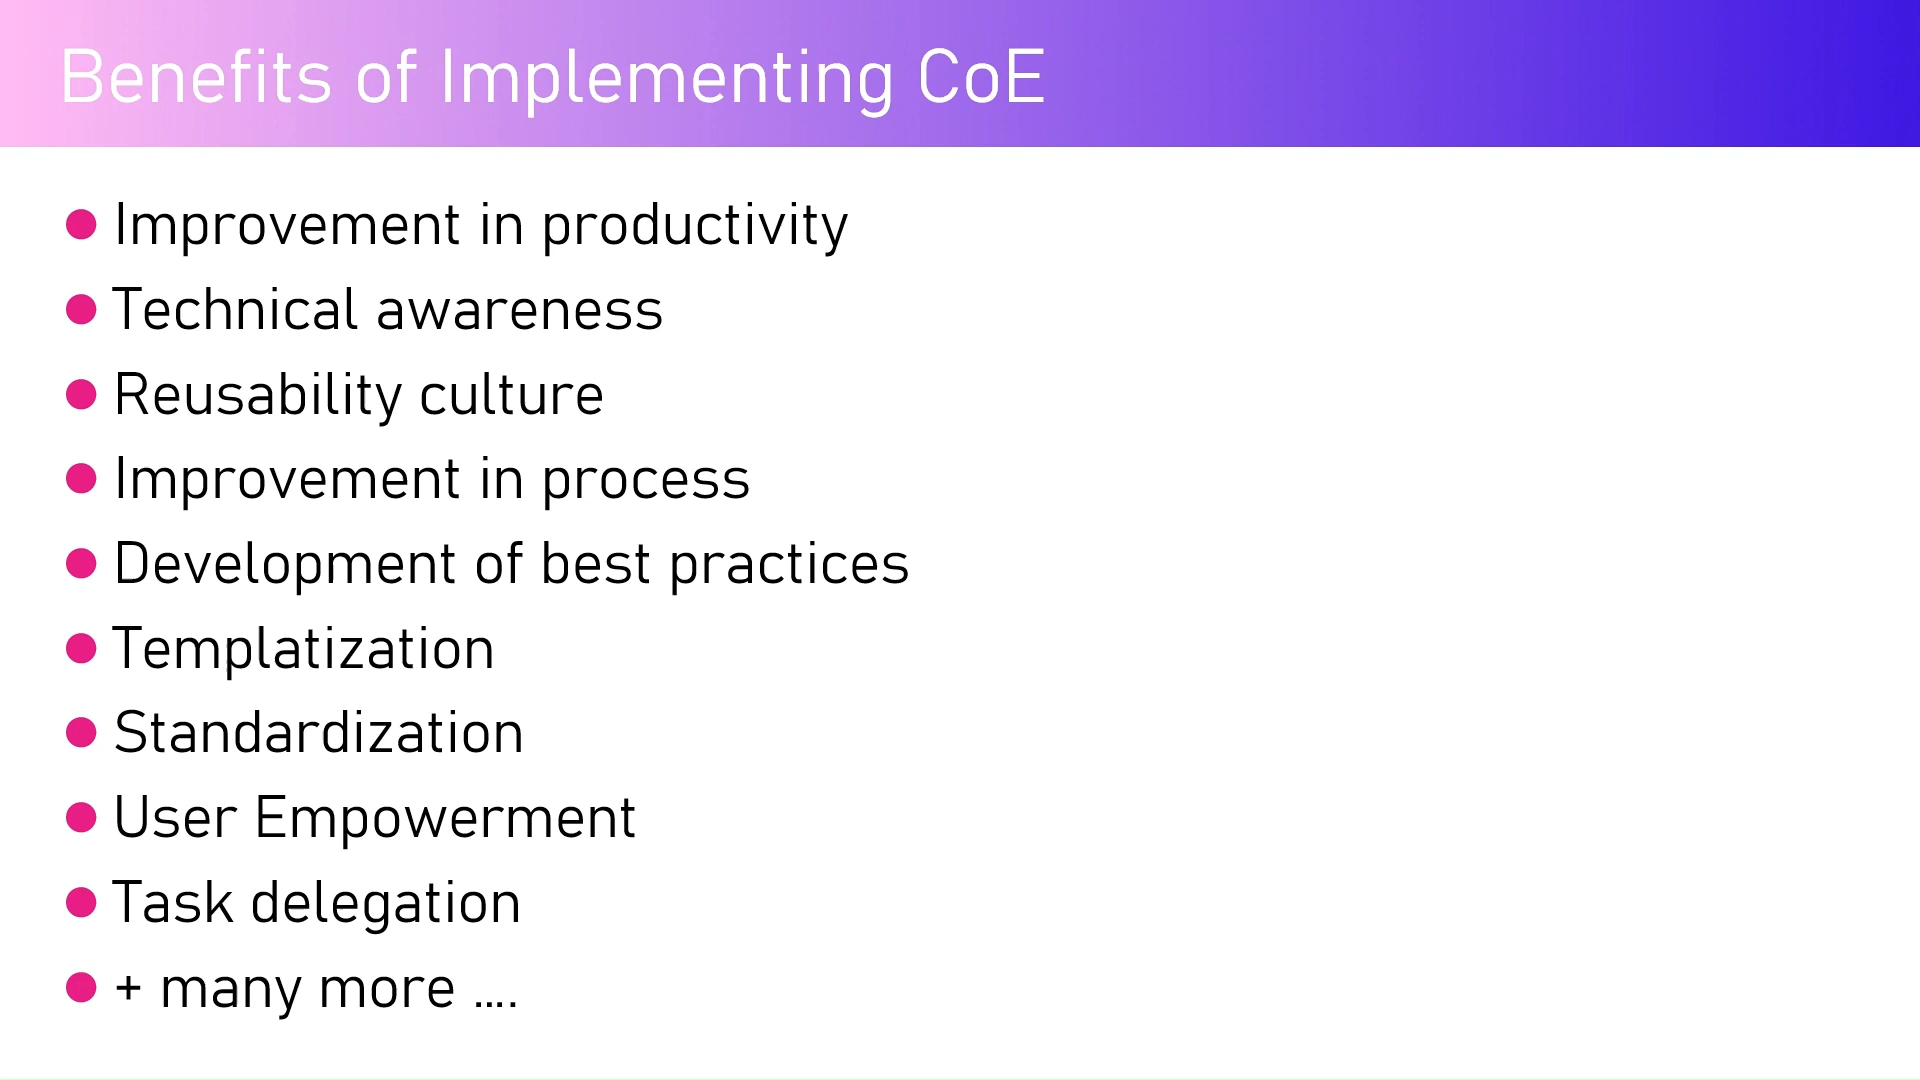 Benefits of Implementing CoE
● Improvement in productivity
● Technical awareness
● Reusability culture
● Improvement in process
● Development of best practices
● Templatization
● Standardization
● User Empowerment
● Task delegation
● + many more ....